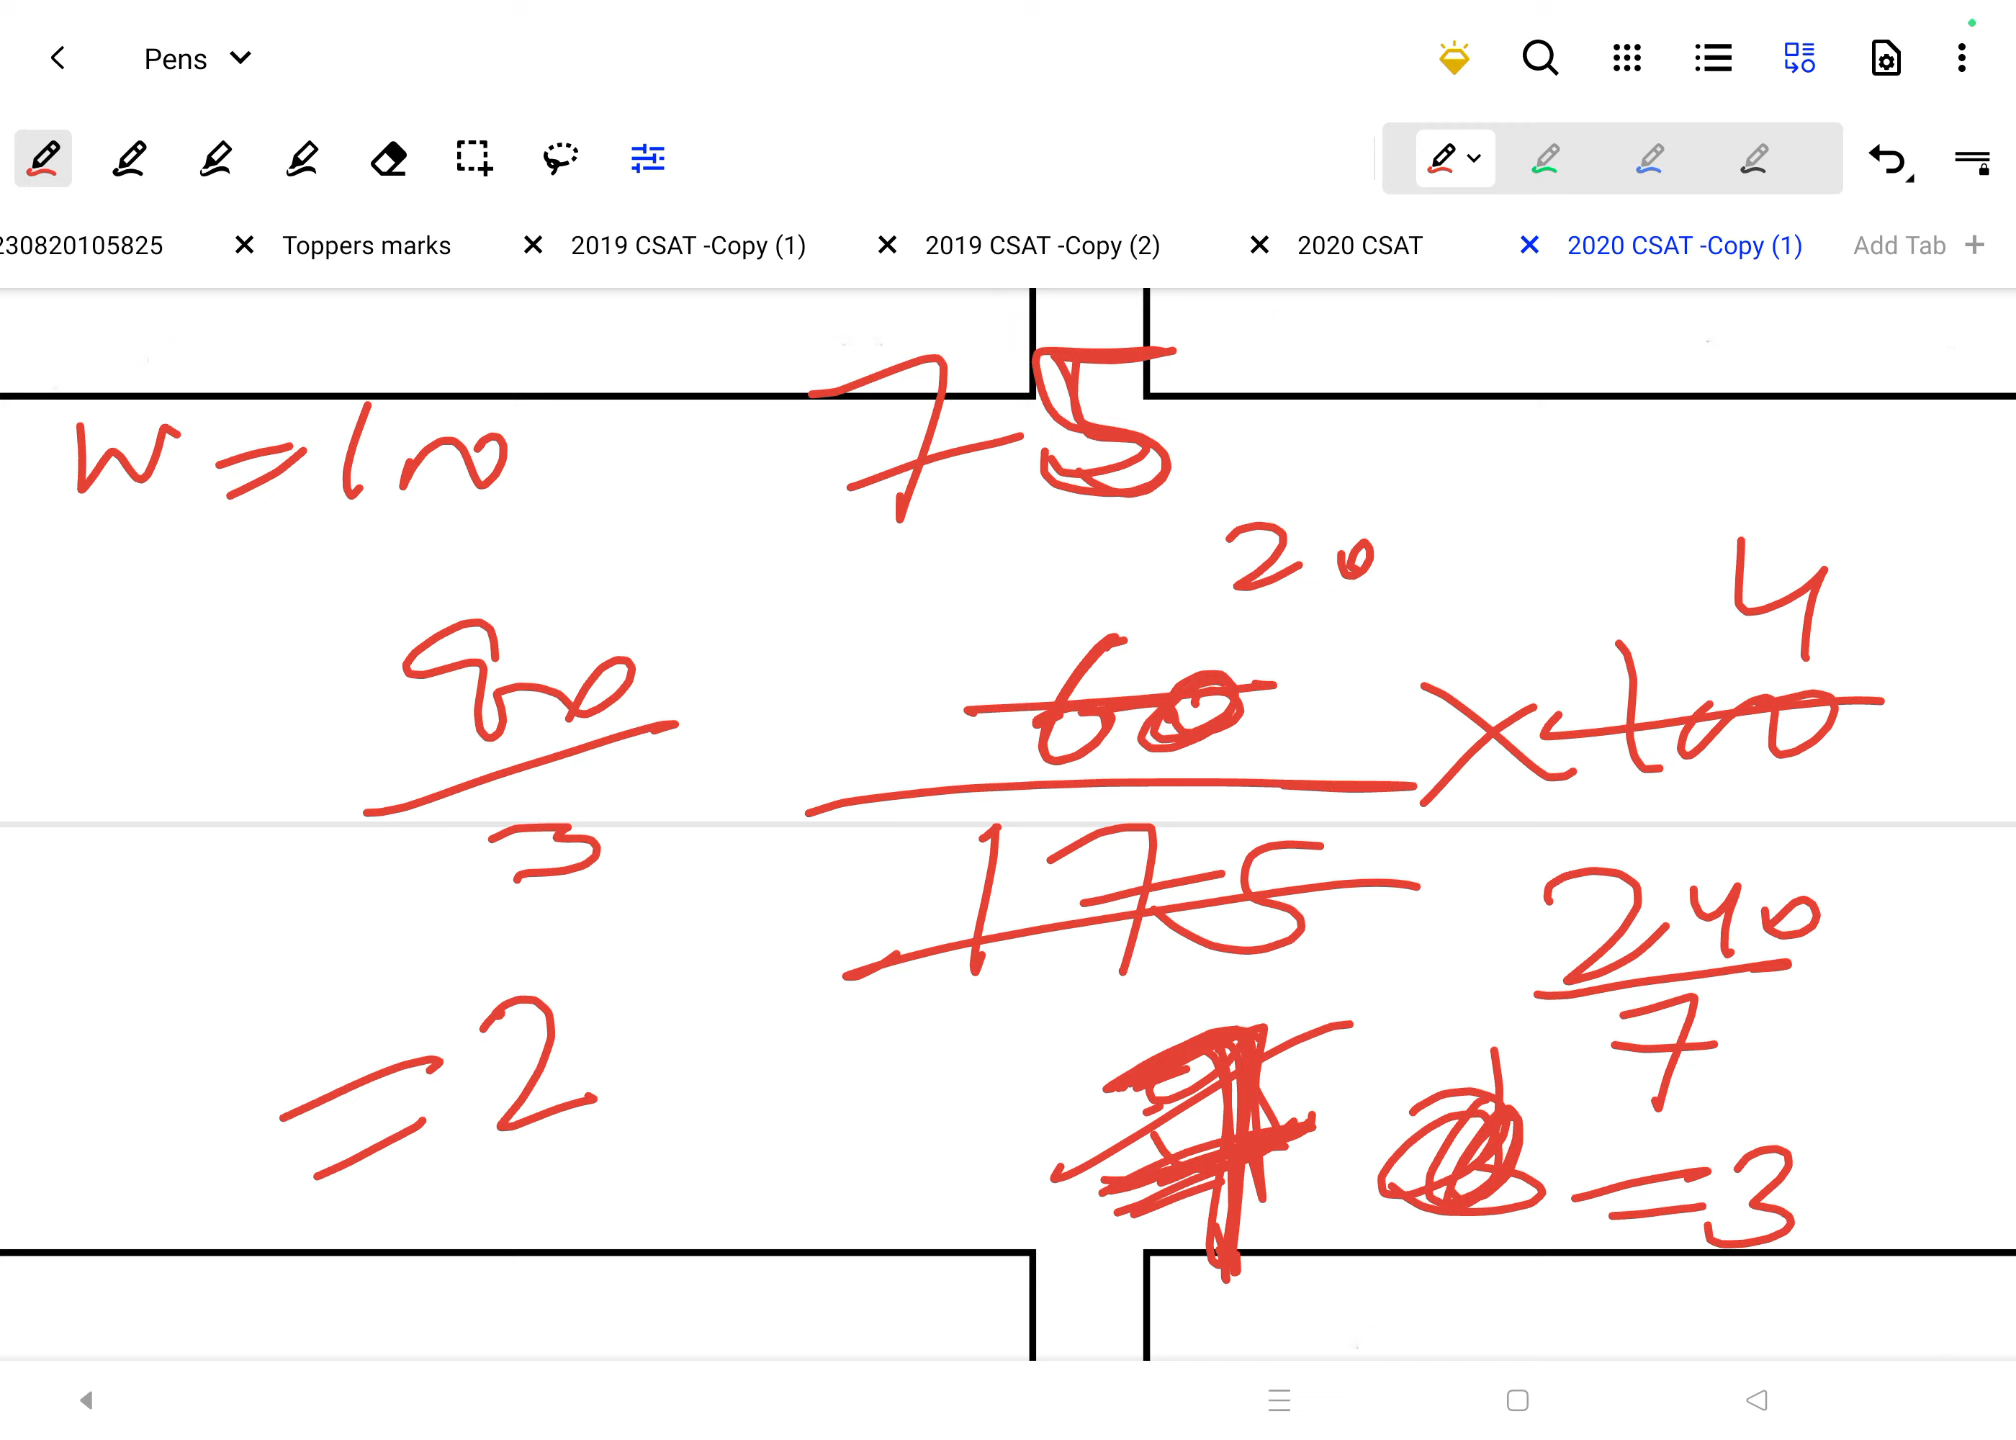 Pens
230820105825 Toppers marks 2019 CSAT -Copy (1) 2019 CSAT -Copy (2) 2020 CSAT 2020 CSAT -Copy (1) Add Tab +
W = 100 75
20 4
60 × 100
3 175
240
7
= 2
= 3